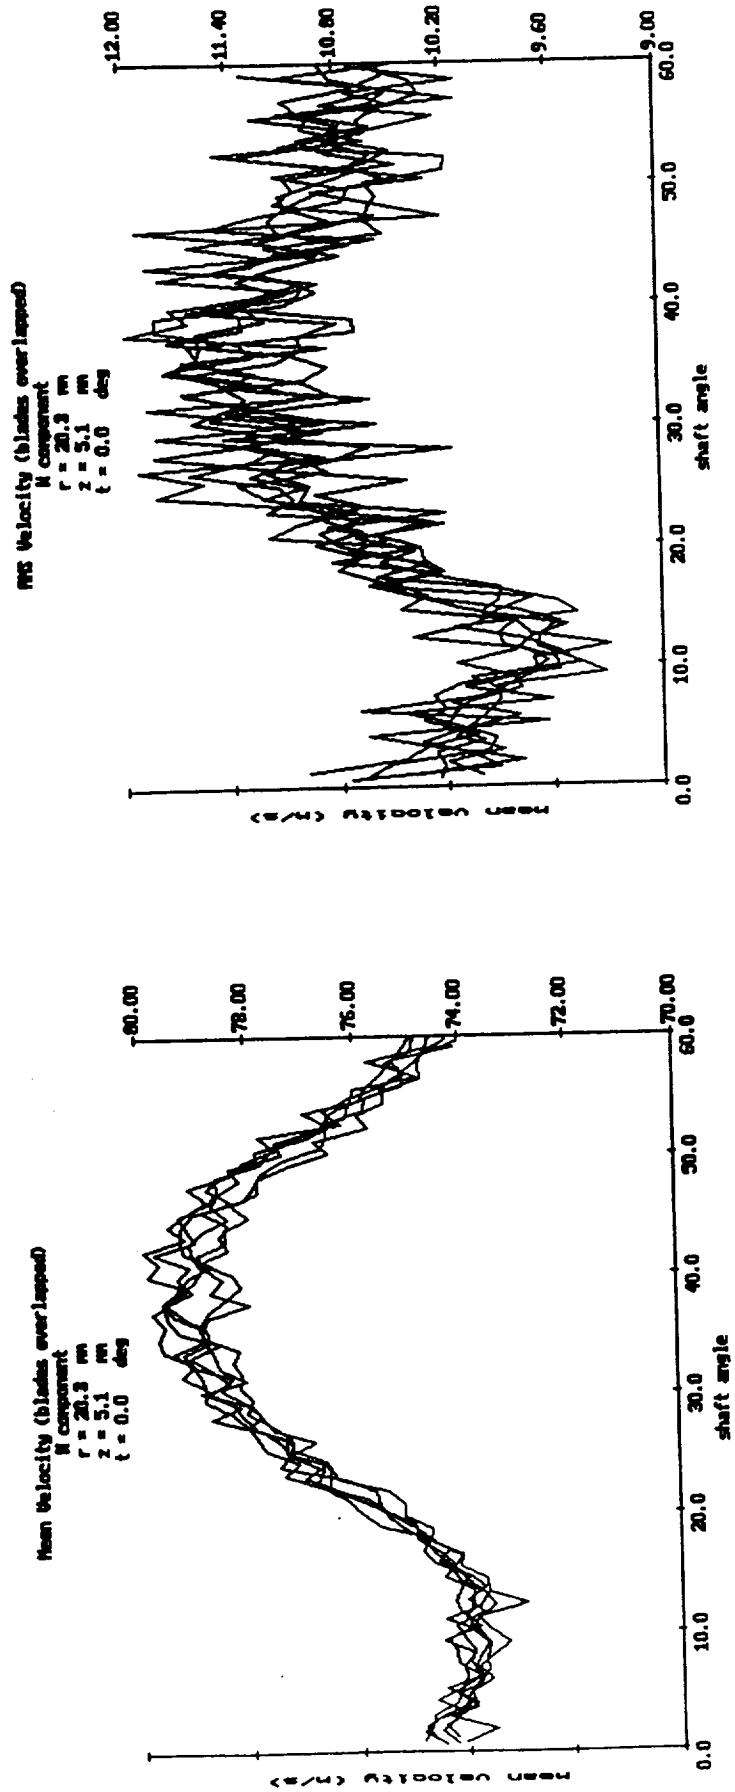 Mean Velocity (blades overlapped)
W component
r = 20.3 mm
z = 5.1 mm
t = 0.0 deg
80.00
78.00
76.00
74.00
72.00
70.00
mean velocity (m/s)
0.0 10.0 20.0 30.0 40.0 50.0 60.0
shaft angle
RMS Velocity (blades overlapped)
W component
r = 20.3 mm
z = 5.1 mm
t = 0.0 deg
12.00
11.40
10.80
10.20
9.60
9.00
mean velocity (m/s)
0.0 10.0 20.0 30.0 40.0 50.0 60.0
shaft angle